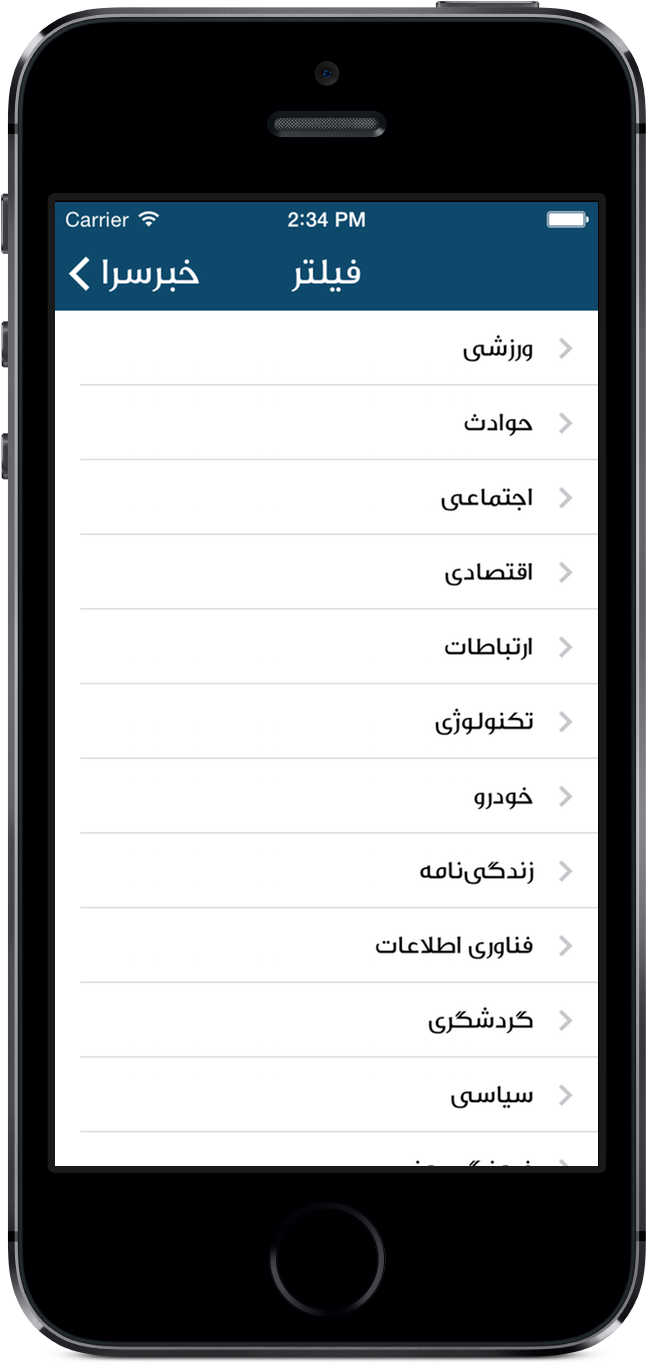 Carrier 2:34 PM
خبرسرا فیلتر
ورزشی
حوادث
اجتماعی
اقتصادی
ارتباطات
تکنولوژی
خودرو
زندگی‌نامه
فناوری اطلاعات
گردشگری
سیاسی